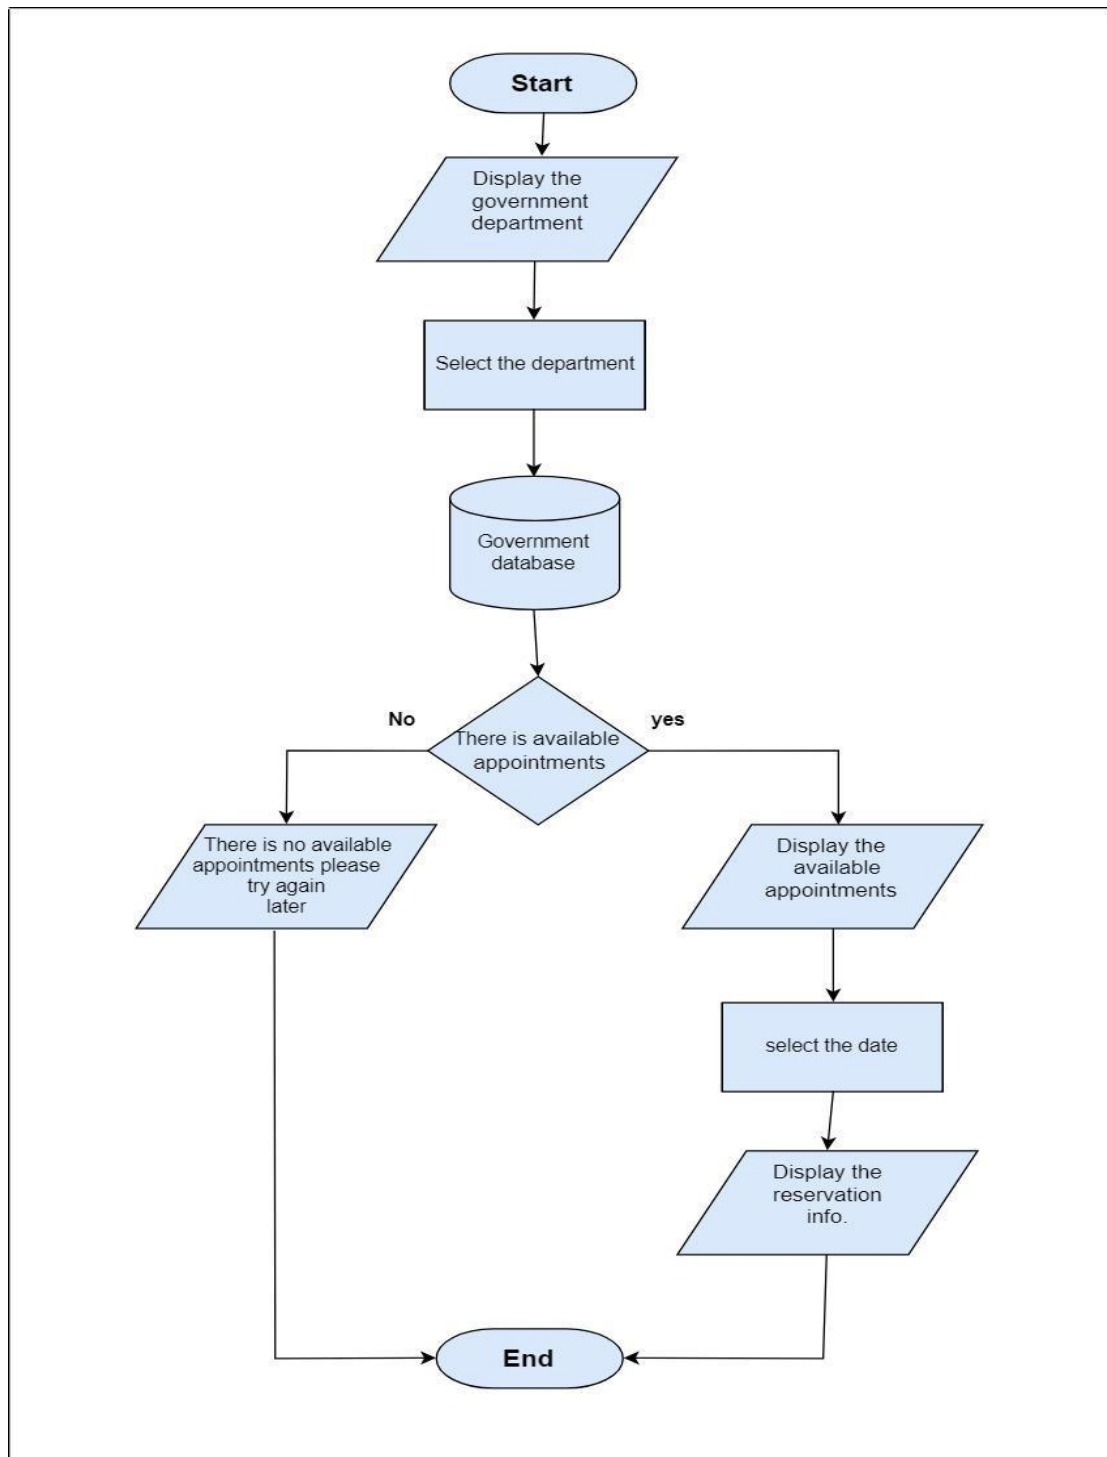 Start
Display the
government
department
Select the department
Government
database
No
yes
There is available
appointments
There is no available
appointments please
try again
later
Display the
available
appointments
select the date
Display the
reservation
info.
End